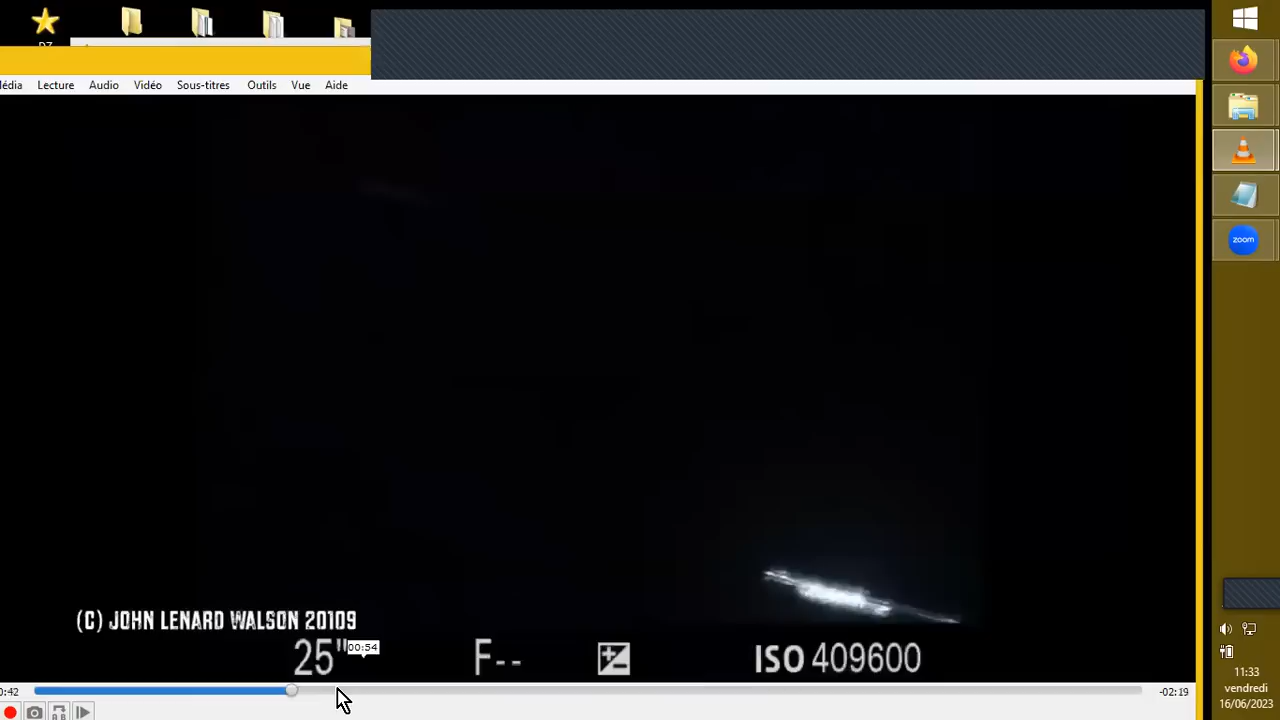 Lecture Audio Vidéo Sous-titres Outils Vue Aide
(C) JOHN LENARD WALSON 20109
25" F-- ISO 409600
00:54
0:42 -02:19
zoom
11:33
vendredi
16/06/2023